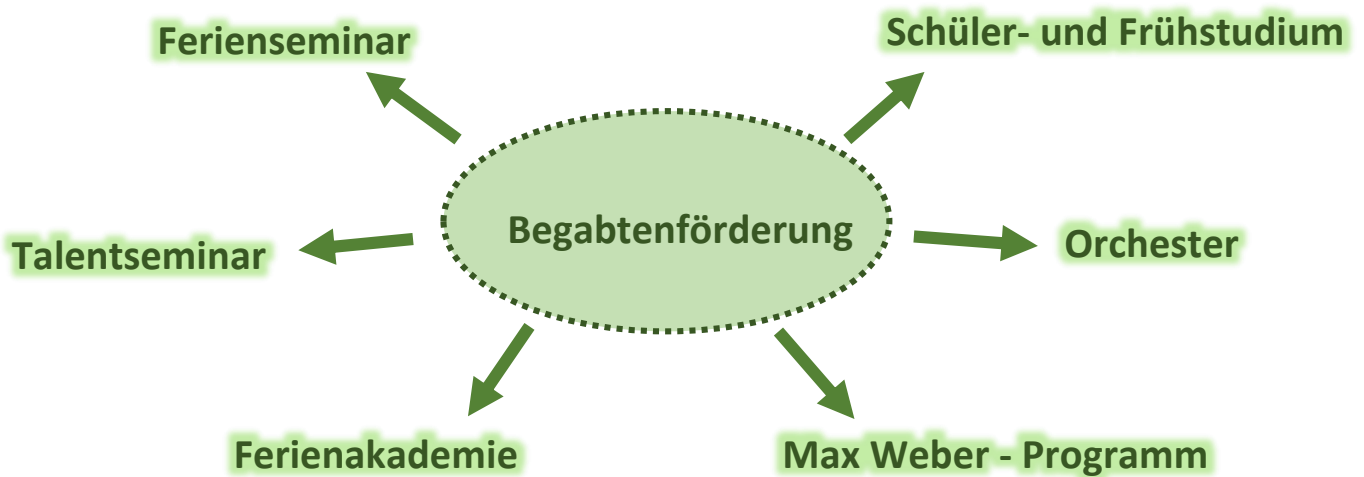 Ferienseminar
Schüler- und Frühstudium
Begabtenförderung
Talentseminar
Orchester
Ferienakademie
Max Weber - Programm